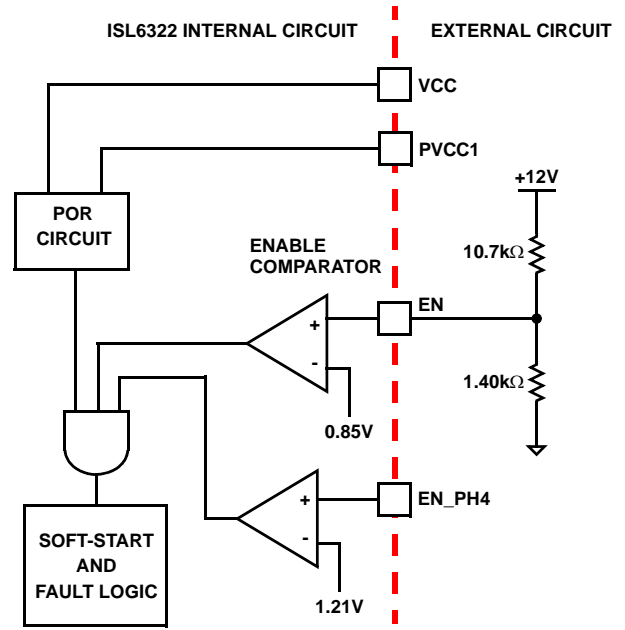 ISL6322 INTERNAL CIRCUIT
EXTERNAL CIRCUIT
VCC
PVCC1
+12V
POR
CIRCUIT
10.7kΩ
ENABLE
COMPARATOR
EN
+
-
1.40kΩ
0.85V
EN_PH4
+
-
SOFT-START
AND
FAULT LOGIC
1.21V